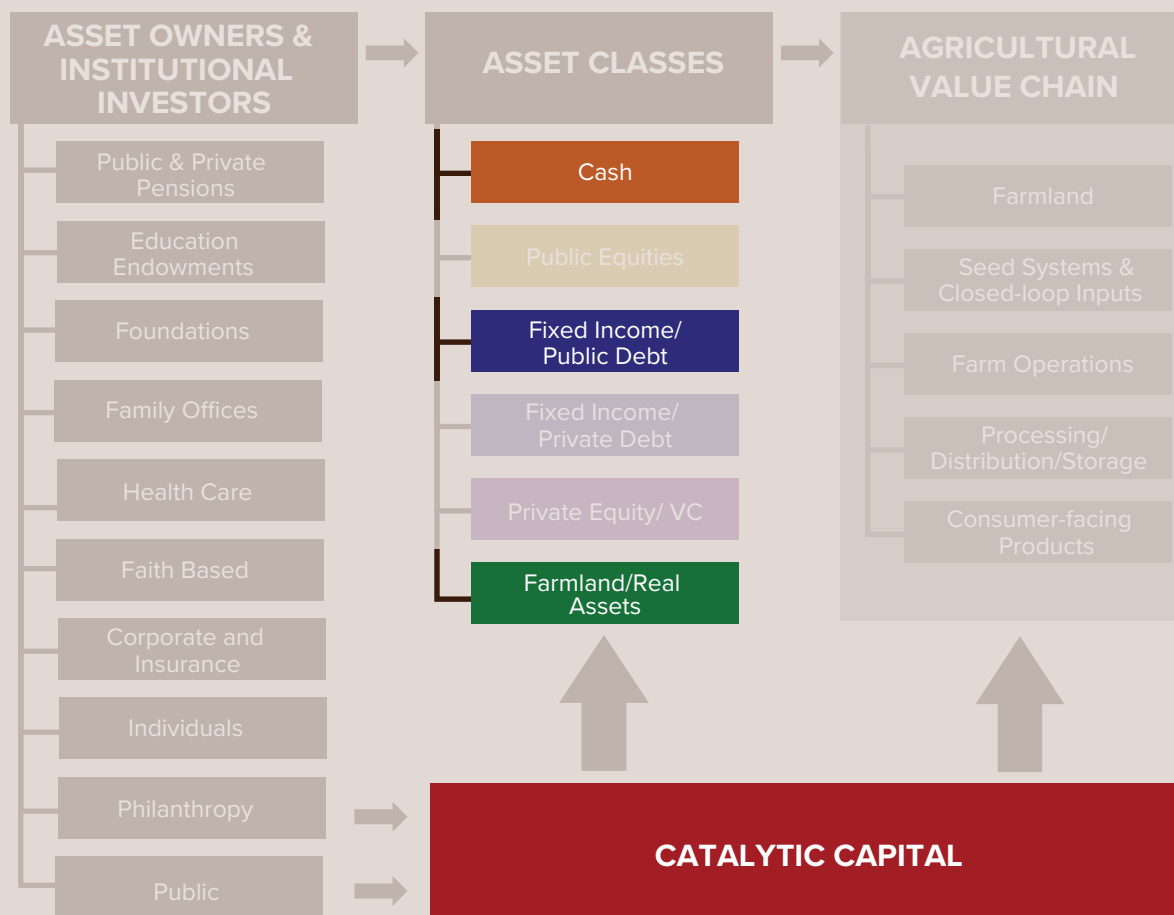 ASSET OWNERS &
INSTITUTIONAL
INVESTORS
Public & Private
Pensions
Education
Endowments
Foundations
Family Offices
Health Care
Faith Based
Corporate and
Insurance
Individuals
Philanthropy
Public
ASSET CLASSES
Cash
Public Equities
Fixed Income/
Public Debt
Fixed Income/
Private Debt
Private Equity/ VC
Farmland/Real
Assets
AGRICULTURAL
VALUE CHAIN
Farmland
Seed Systems &
Closed-loop Inputs
Farm Operations
Processing/
Distribution/Storage
Consumer-facing
Products
CATALYTIC CAPITAL